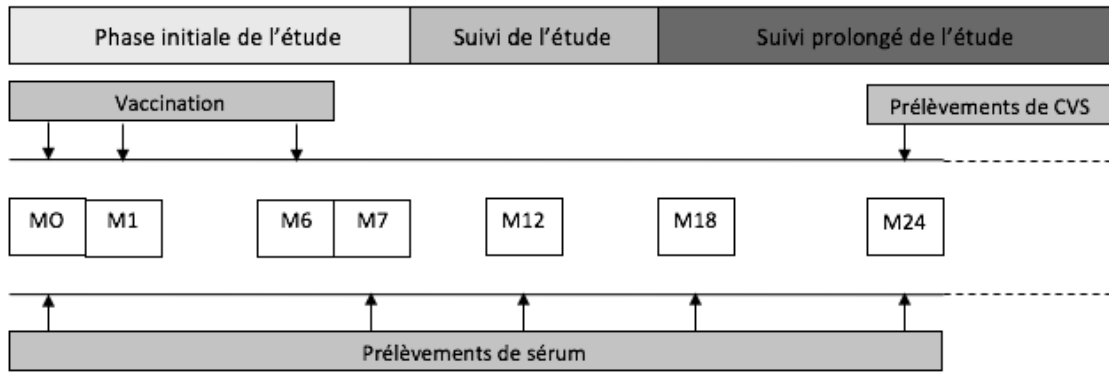 Phase initiale de l'étude Suivi de l'étude Suivi prolongé de l'étude
Vaccination
Prélèvements de CVS
MO M1 M6 M7 M12 M18 M24
Prélèvements de sérum